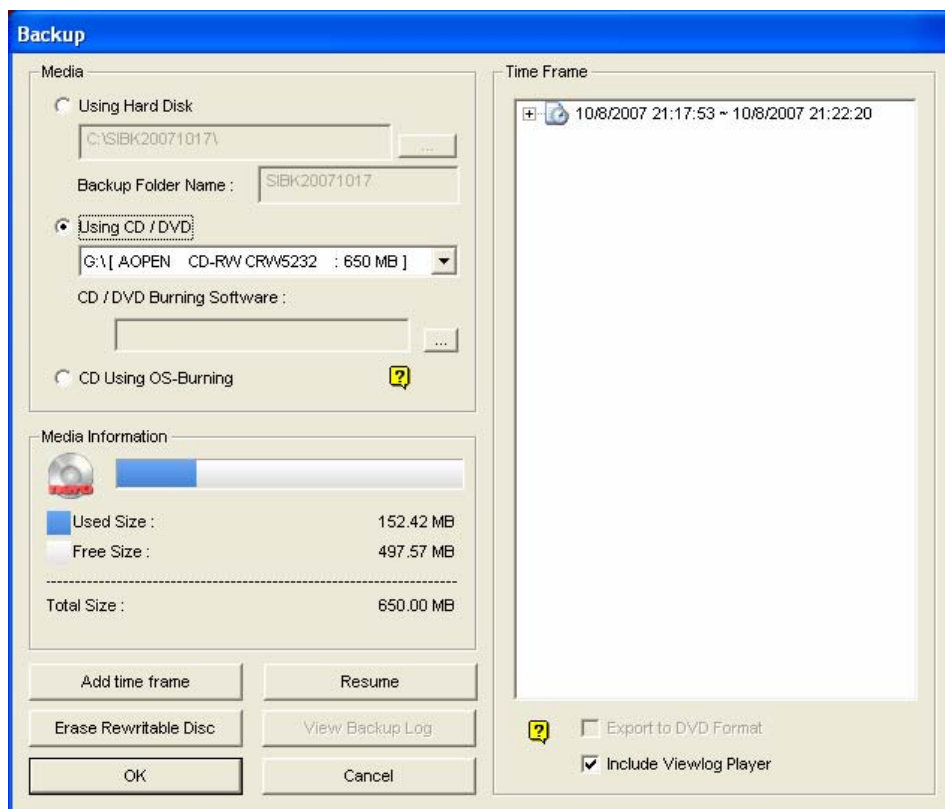 Backup
Media
Using Hard Disk
C:\SIBK20071017\
...
Backup Folder Name :
SIBK20071017
Using CD / DVD
G:\ [ AOPEN CD-RW CRW5232 : 650 MB ]
CD / DVD Burning Software :
...
CD Using OS-Burning
?
Media Information
Used Size : 152.42 MB
Free Size : 497.57 MB
Total Size : 650.00 MB
Add time frame
Resume
Erase Rewritable Disc
View Backup Log
OK
Cancel
Time Frame
10/8/2007 21:17:53 ~ 10/8/2007 21:22:20
?
Export to DVD Format
Include Viewlog Player